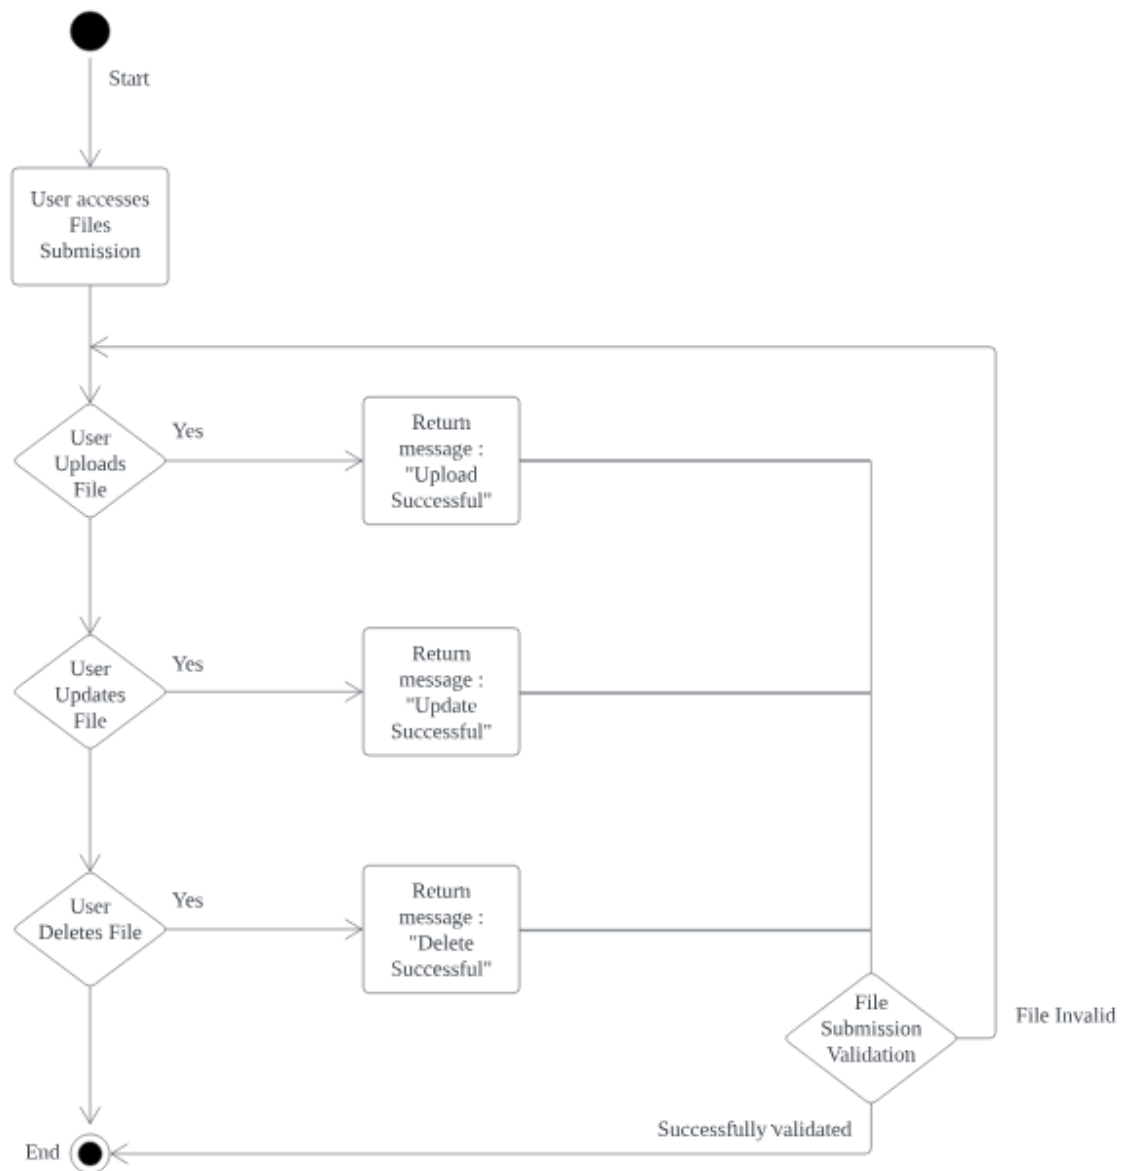 Start
User accesses
Files
Submission
User
Uploads
File
Yes
Return
message :
"Upload
Successful"
User
Updates
File
Yes
Return
message :
"Update
Successful"
User
Deletes File
Yes
Return
message :
"Delete
Successful"
File
Submission
Validation
File Invalid
Successfully validated
End